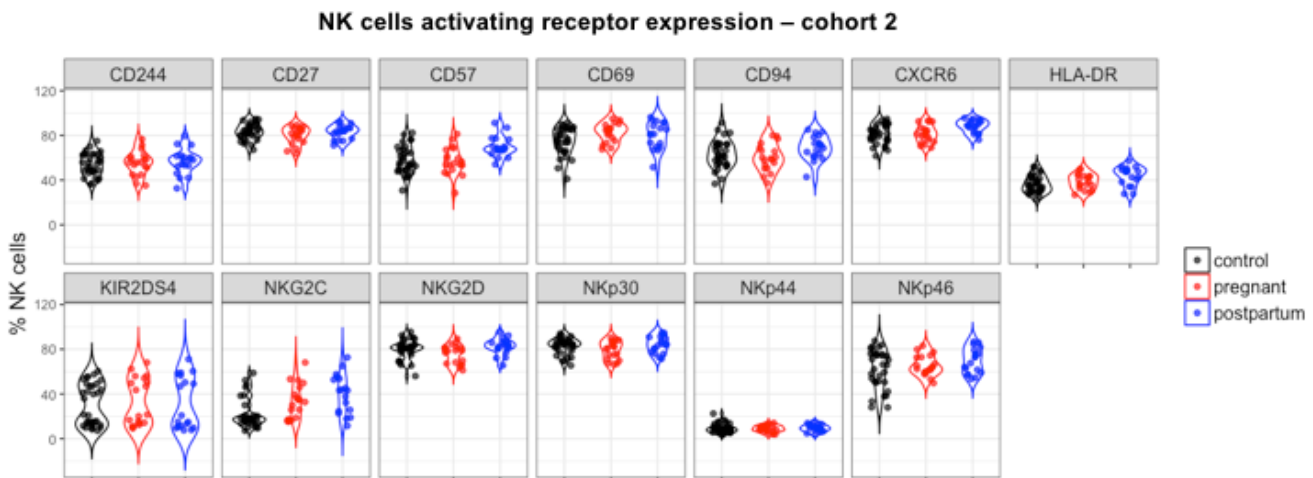 NK cells activating receptor expression – cohort 2
CD244 CD27 CD57 CD69 CD94 CXCR6 HLA-DR
120
80
40
0
% NK cells
KIR2DS4 NKG2C NKG2D NKp30 NKp44 NKp46
120
80
40
0
control
pregnant
postpartum